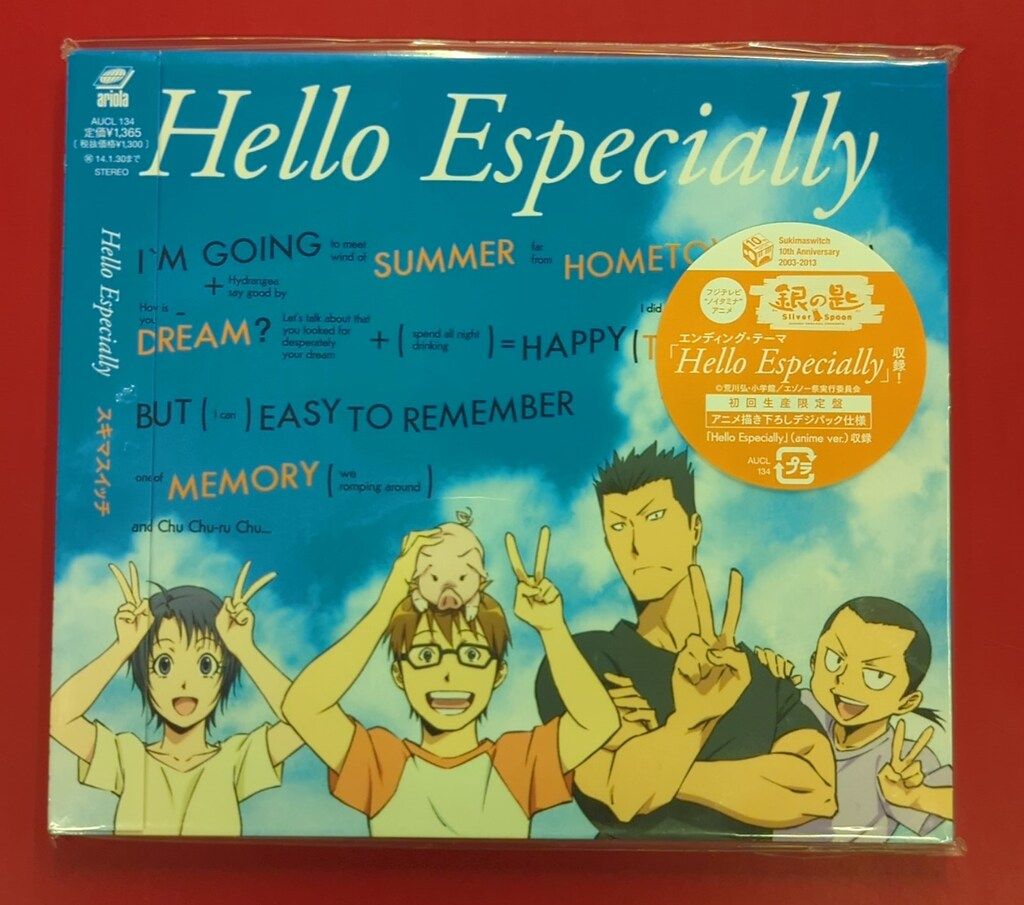 ariola
AUCL 134
定価¥1,365
[税抜価格¥1,300]
14.1.30まで
STEREO
Hello Especially
スキマスイッチ
Hello Especially
I`M GOING to meet wind of SUMMER far from HOMETO
+ Hydrangea say good by
How is you DREAM? Let's talk about that you looked for desperately your dream + ( spend all night drinking ) = HAPPY (T
I did
BUT ( I can ) EASY TO REMEMBER
one of MEMORY ( we romping around )
and Chu Chu-ru Chu...
10
Sukimaswitch
10th Anniversary
2003-2013
フジテレビ
"ノイタミナ"
アニメ
銀の匙
Silver Spoon
エンディング・テーマ
「Hello Especially」収録!
©荒川弘・小学館/エゾノー祭実行委員会
初回生産限定盤
アニメ描き下ろしデジパック仕様
「Hello Especially」(anime ver.)収録
AUCL
134
プラ